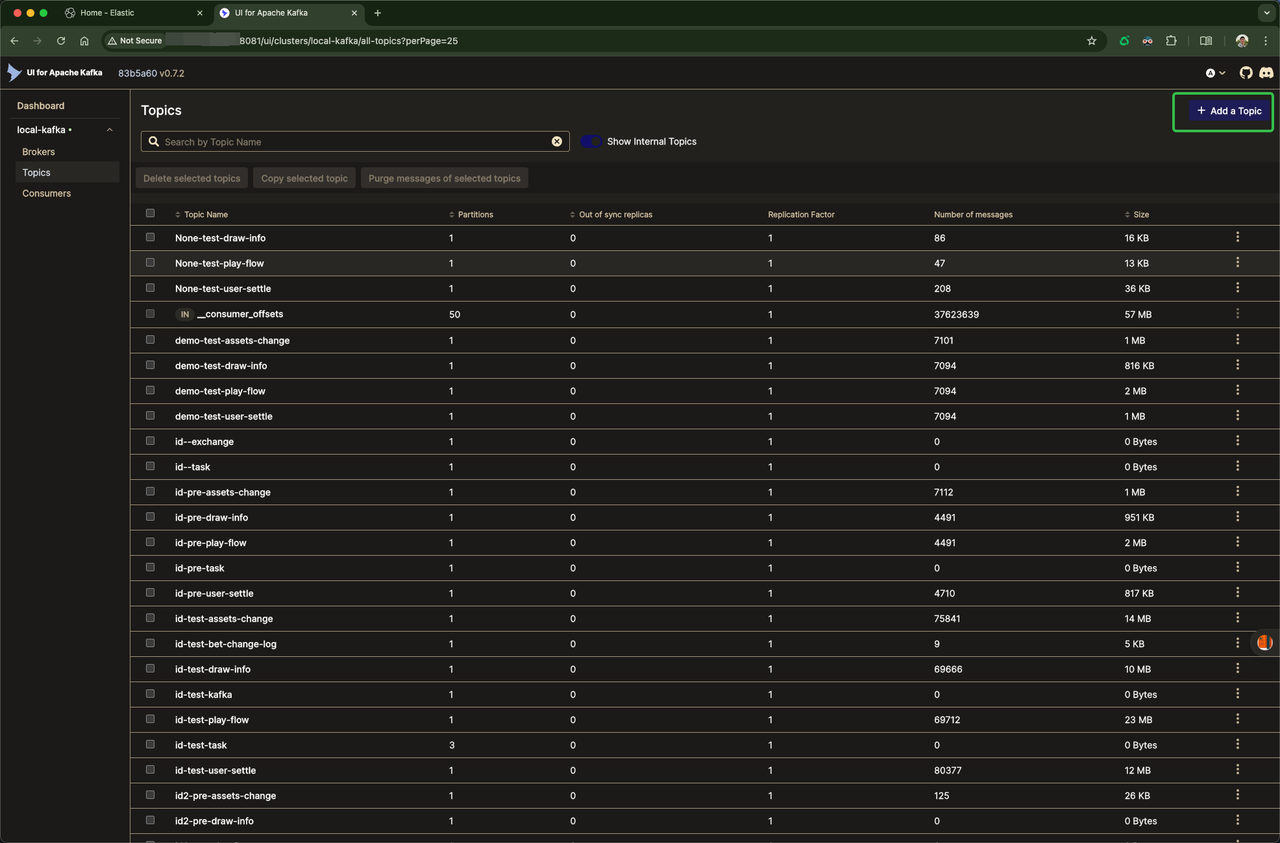 Home - Elastic
UI for Apache Kafka
Not Secure 8081/ui/clusters/local-kafka/all-topics?perPage=25
UI for Apache Kafka 83b5a60 v0.7.2 A
Dashboard
local-kafka
Brokers
Topics
Consumers
Topics
+ Add a Topic
Search by Topic Name
Show Internal Topics
Delete selected topics Copy selected topic Purge messages of selected topics
Topic Name Partitions Out of sync replicas Replication Factor Number of messages Size
None-test-draw-info 1 0 1 86 16 KB
None-test-play-flow 1 0 1 47 13 KB
None-test-user-settle 1 0 1 208 36 KB
IN __consumer_offsets 50 0 1 37623639 57 MB
demo-test-assets-change 1 0 1 7101 1 MB
demo-test-draw-info 1 0 1 7094 816 KB
demo-test-play-flow 1 0 1 7094 2 MB
demo-test-user-settle 1 0 1 7094 1 MB
id--exchange 1 0 1 0 0 Bytes
id--task 1 0 1 0 0 Bytes
id-pre-assets-change 1 0 1 7112 1 MB
id-pre-draw-info 1 0 1 4491 951 KB
id-pre-play-flow 1 0 1 4491 2 MB
id-pre-task 1 0 1 0 0 Bytes
id-pre-user-settle 1 0 1 4710 817 KB
id-test-assets-change 1 0 1 75841 14 MB
id-test-bet-change-log 1 0 1 9 5 KB
id-test-draw-info 1 0 1 69666 10 MB
id-test-kafka 1 0 1 0 0 Bytes
id-test-play-flow 1 0 1 69712 23 MB
id-test-task 3 0 1 0 0 Bytes
id-test-user-settle 1 0 1 80377 12 MB
id2-pre-assets-change 1 0 1 125 26 KB
id2-pre-draw-info 1 0 1 0 0 Bytes